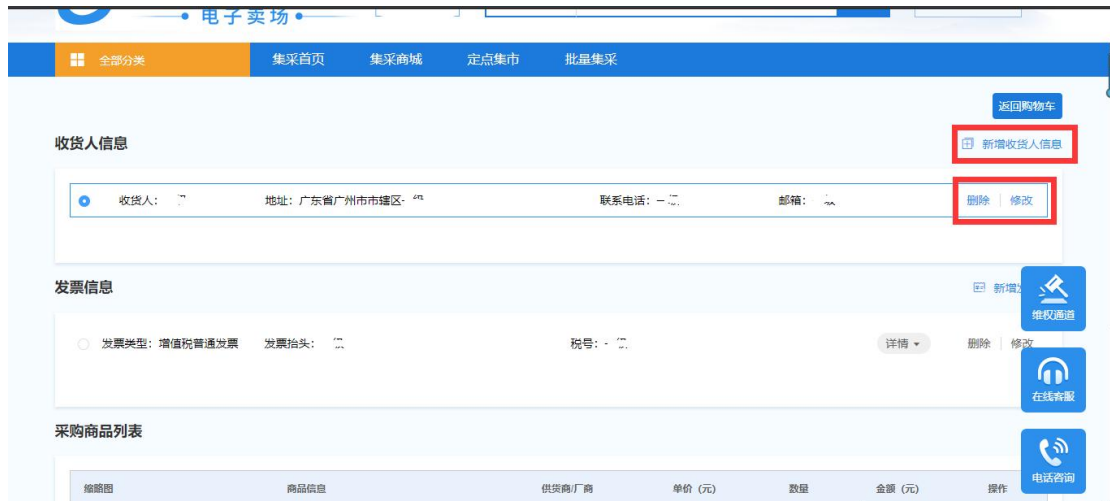 电子卖场
全部分类 集采首页 集采商城 定点集市 批量集采
返回购物车
收货人信息 新增收货人信息
收货人： 地址：广东省广州市市辖区- 联系电话： 邮箱： 删除 修改
发票信息 新增
维权通道
发票类型：增值税普通发票 发票抬头： 税号： 详情 删除 修改
在线客服
采购商品列表
电话咨询
缩略图 商品信息 供货商/厂商 单价（元） 数量 金额（元） 操作